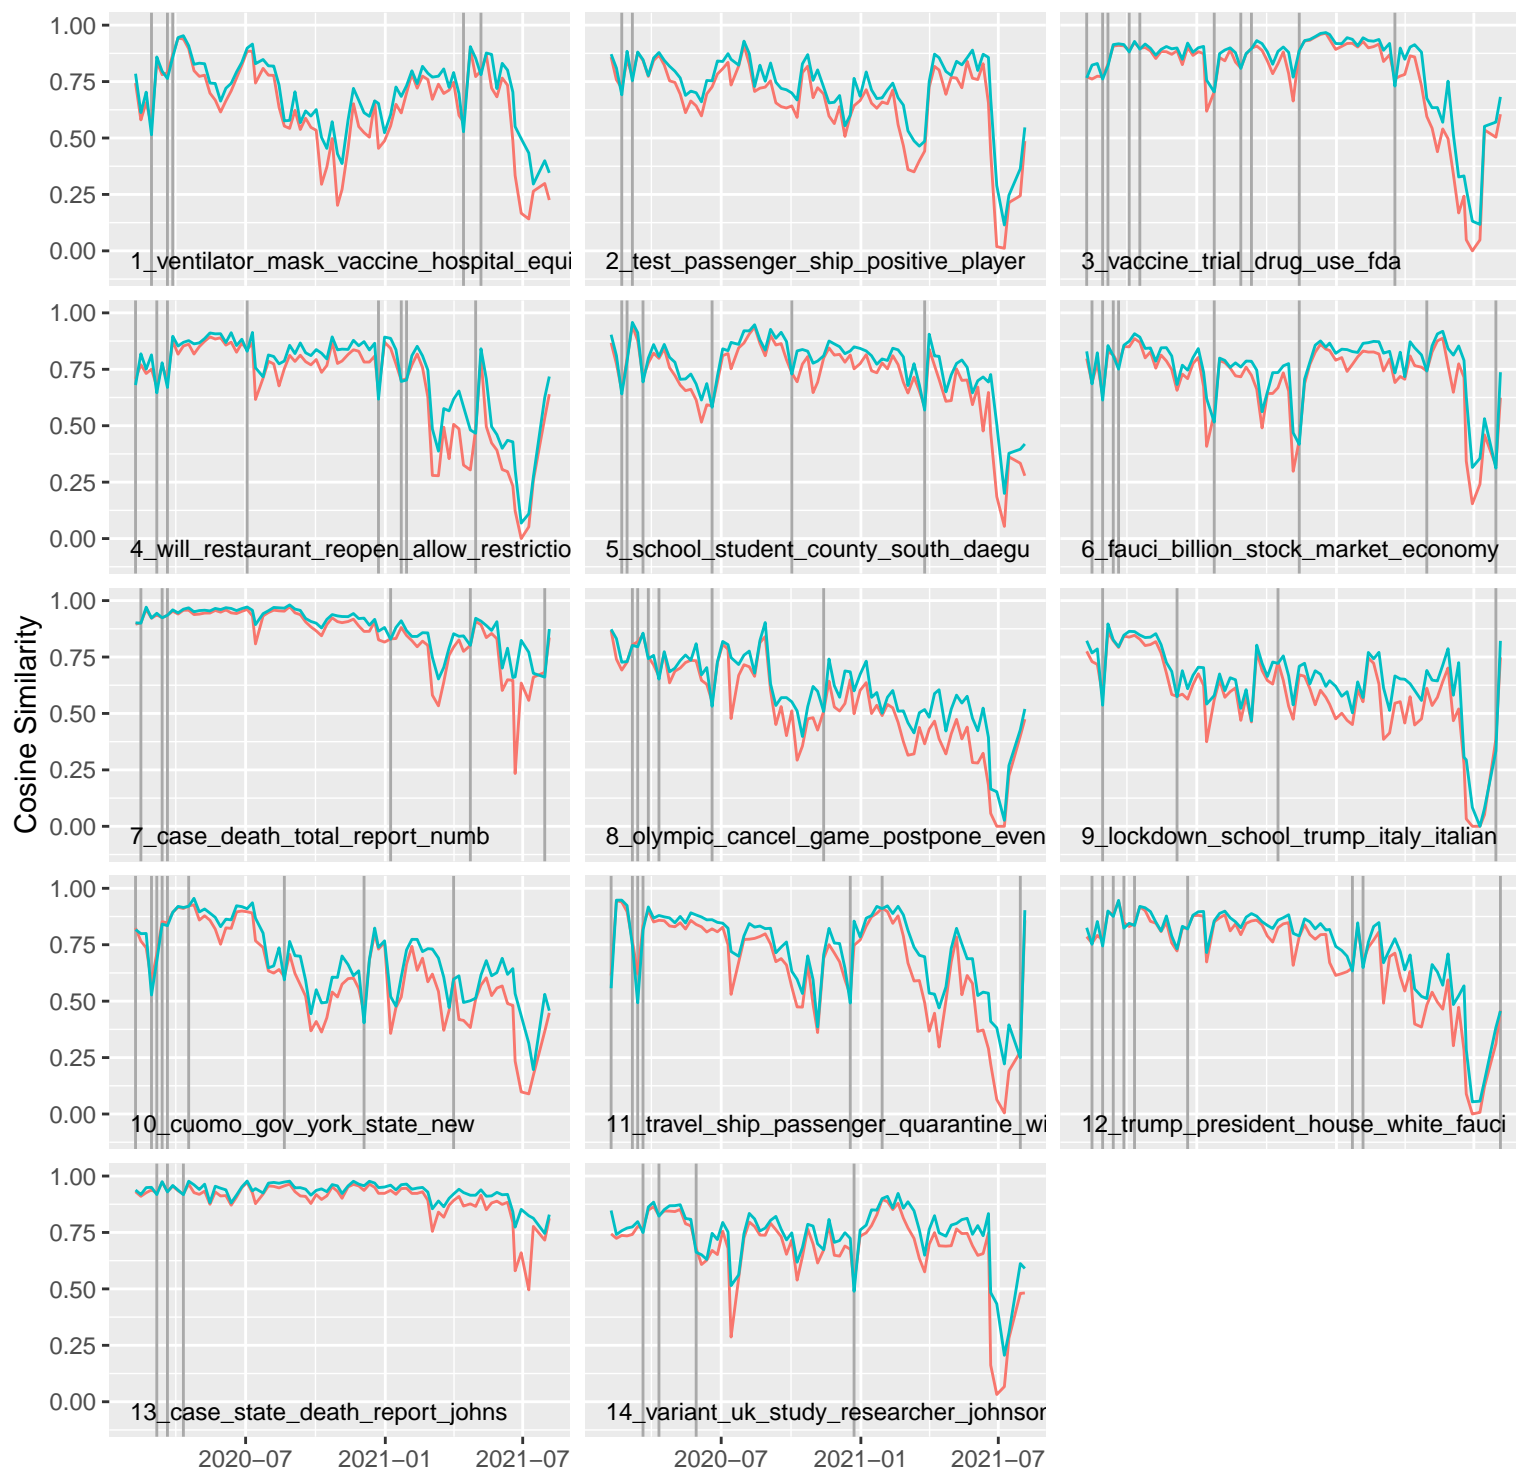 Cosine Similarity
1.00
0.75
0.50
0.25
0.00
1_ventilator_mask_vaccine_hospital_equi
2_test_passenger_ship_positive_player
3_vaccine_trial_drug_use_fda
1.00
0.75
0.50
0.25
0.00
4_will_restaurant_reopen_allow_restrictio
5_school_student_county_south_daegu
6_fauci_billion_stock_market_economy
1.00
0.75
0.50
0.25
0.00
7_case_death_total_report_numb
8_olympic_cancel_game_postpone_even
9_lockdown_school_trump_italy_italian
1.00
0.75
0.50
0.25
0.00
10_cuomo_gov_york_state_new
11_travel_ship_passenger_quarantine_wi
12_trump_president_house_white_fauci
1.00
0.75
0.50
0.25
0.00
13_case_state_death_report_johns
14_variant_uk_study_researcher_johnson
2020−07 2021−01 2021−07
2020−07 2021−01 2021−07